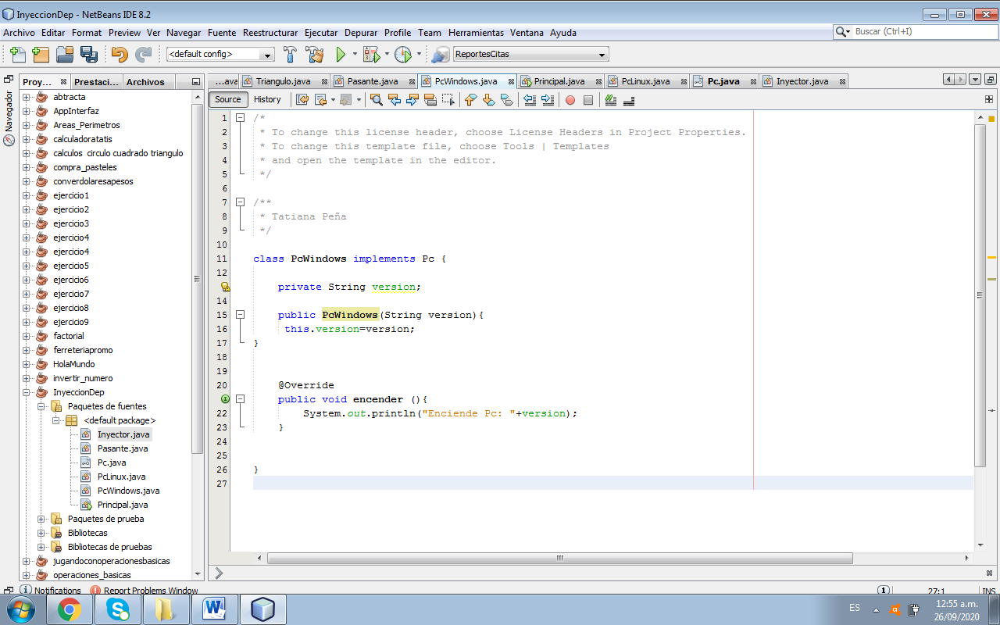 InyeccionDep - NetBeans IDE 8.2
Archivo Editar Format Preview Ver Navegar Fuente Reestructurar Ejecutar Depurar Profile Team Herramientas Ventana Ayuda
Buscar (Ctrl+I)
<default config>
ReportesCitas
Proy...
Prestaci...
Archivos
...ava
Triangulo.java
Pasante.java
PcWindows.java
Principal.java
PcLinux.java
Pc.java
Inyector.java
Source
History
Navegador
abtracta
AppInterfaz
Areas_Perimetros
calculadoratatis
calculos circulo cuadrado triangulo
compra_pasteles
converdolaresapesos
ejercicio1
ejercicio2
ejercicio3
ejercicio4
ejercicio4
ejercicio5
ejercicio6
ejercicio7
ejercicio8
ejercicio9
factorial
ferreteriapromo
HolaMundo
invertir_numero
InyeccionDep
Paquetes de fuentes
<default package>
Inyector.java
Pasante.java
Pc.java
PcLinux.java
PcWindows.java
Principal.java
Paquetes de prueba
Bibliotecas
Bibliotecas de pruebas
jugandoconoperacionesbasicas
operaciones_basicas
1 /*
2 * To change this license header, choose License Headers in Project Properties.
3 * To change this template file, choose Tools | Templates
4 * and open the template in the editor.
5 */
6
7 /**
8 * Tatiana Peña
9 */
10
11 class PcWindows implements Pc {
12
private String version;
14
15 public PcWindows(String version){
16 this.version=version;
17 }
18
19
20 @Override
public void encender (){
22 System.out.println("Enciende Pc: "+version);
23 }
24
25
26 }
27
Notifications
Report Problems Window
1
27:1
INS
ES
12:55 a.m.
26/09/2020